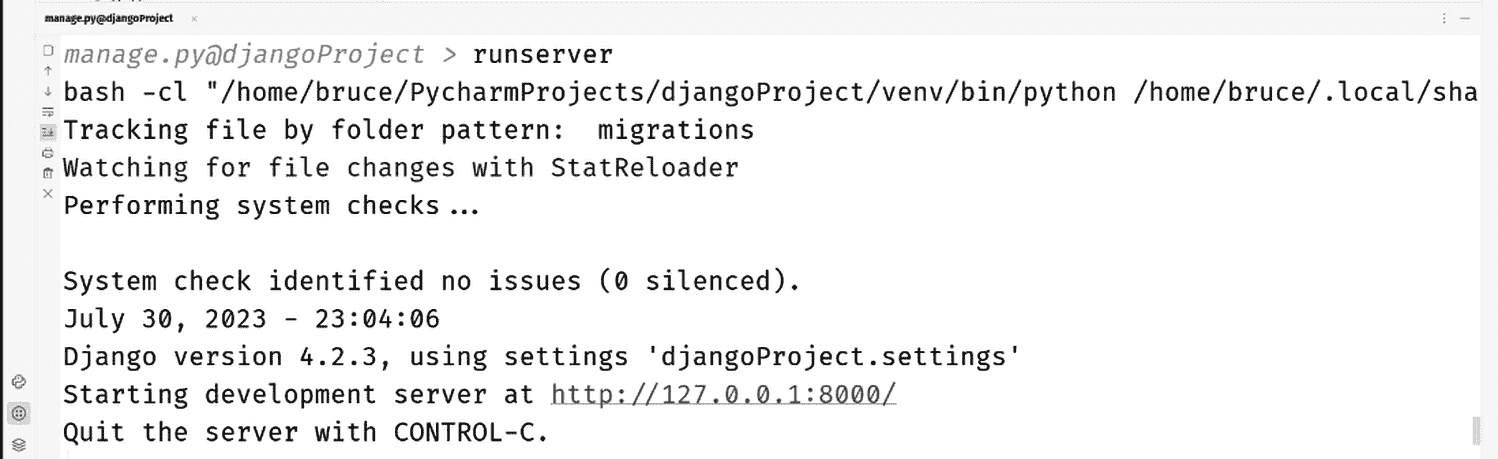 manage.py@djangoProject
manage.py@djangoProject > runserver
bash -cl "/home/bruce/PycharmProjects/djangoProject/venv/bin/python /home/bruce/.local/sha
Tracking file by folder pattern:  migrations
Watching for file changes with StatReloader
Performing system checks...
System check identified no issues (0 silenced).
July 30, 2023 - 23:04:06
Django version 4.2.3, using settings 'djangoProject.settings'
Starting development server at http://127.0.0.1:8000/
Quit the server with CONTROL-C.